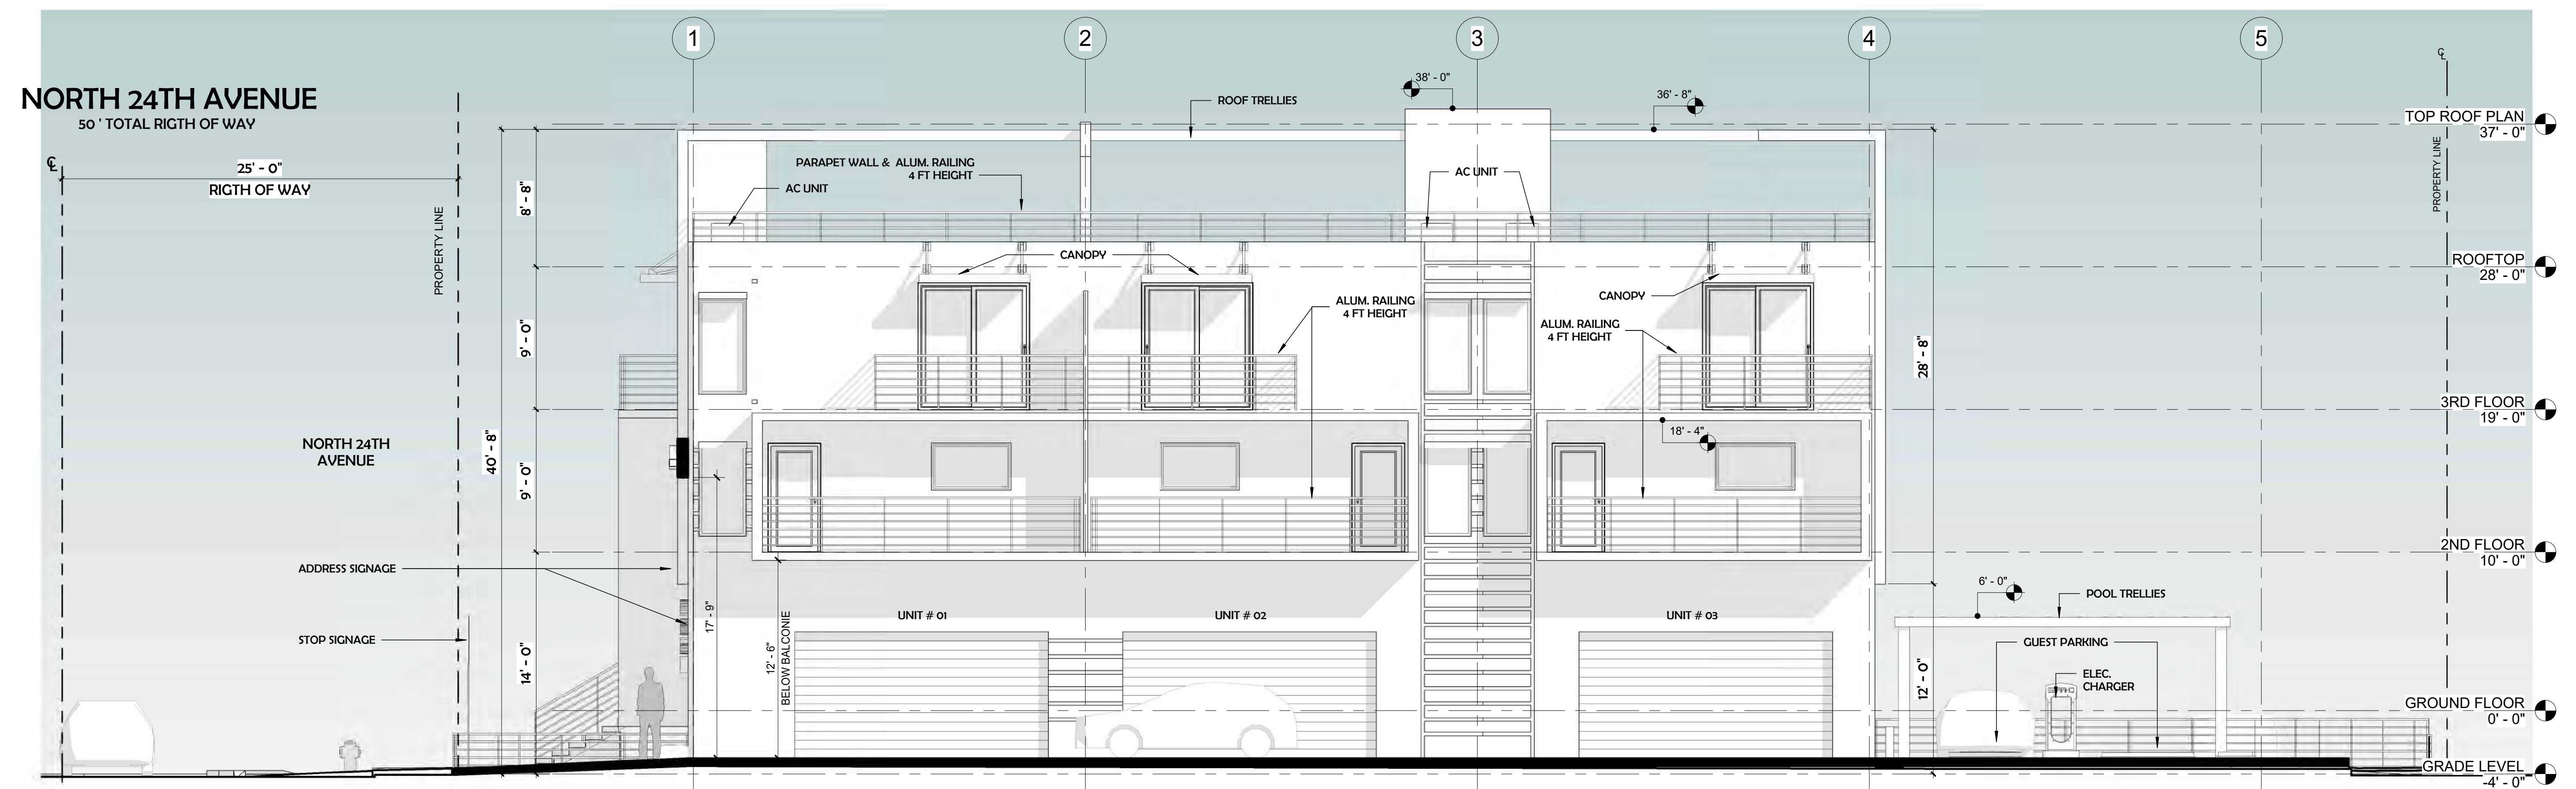 1
2
3
4
5
℄
NORTH 24TH AVENUE
50 ' TOTAL RIGTH OF WAY
℄
25' - 0"
RIGTH OF WAY
PROPERTY LINE
NORTH 24TH
AVENUE
ADDRESS SIGNAGE
STOP SIGNAGE
40' - 8"
8' - 8"
9' - 0"
9' - 0"
14' - 0"
ROOF TRELLIES
38' - 0"
36' - 8"
PARAPET WALL & ALUM. RAILING
4 FT HEIGHT
AC UNIT
AC UNIT
CANOPY
CANOPY
ALUM. RAILING
4 FT HEIGHT
ALUM. RAILING
4 FT HEIGHT
18' - 4"
17' - 9"
12' - 6"
BELOW BALCONIE
UNIT # 01
UNIT # 02
UNIT # 03
28' - 8"
12' - 0"
6' - 0"
POOL TRELLIES
GUEST PARKING
ELEC.
CHARGER
PROPERTY LINE
TOP ROOF PLAN
37' - 0"
ROOFTOP
28' - 0"
3RD FLOOR
19' - 0"
2ND FLOOR
10' - 0"
GROUND FLOOR
0' - 0"
GRADE LEVEL
-4' - 0"